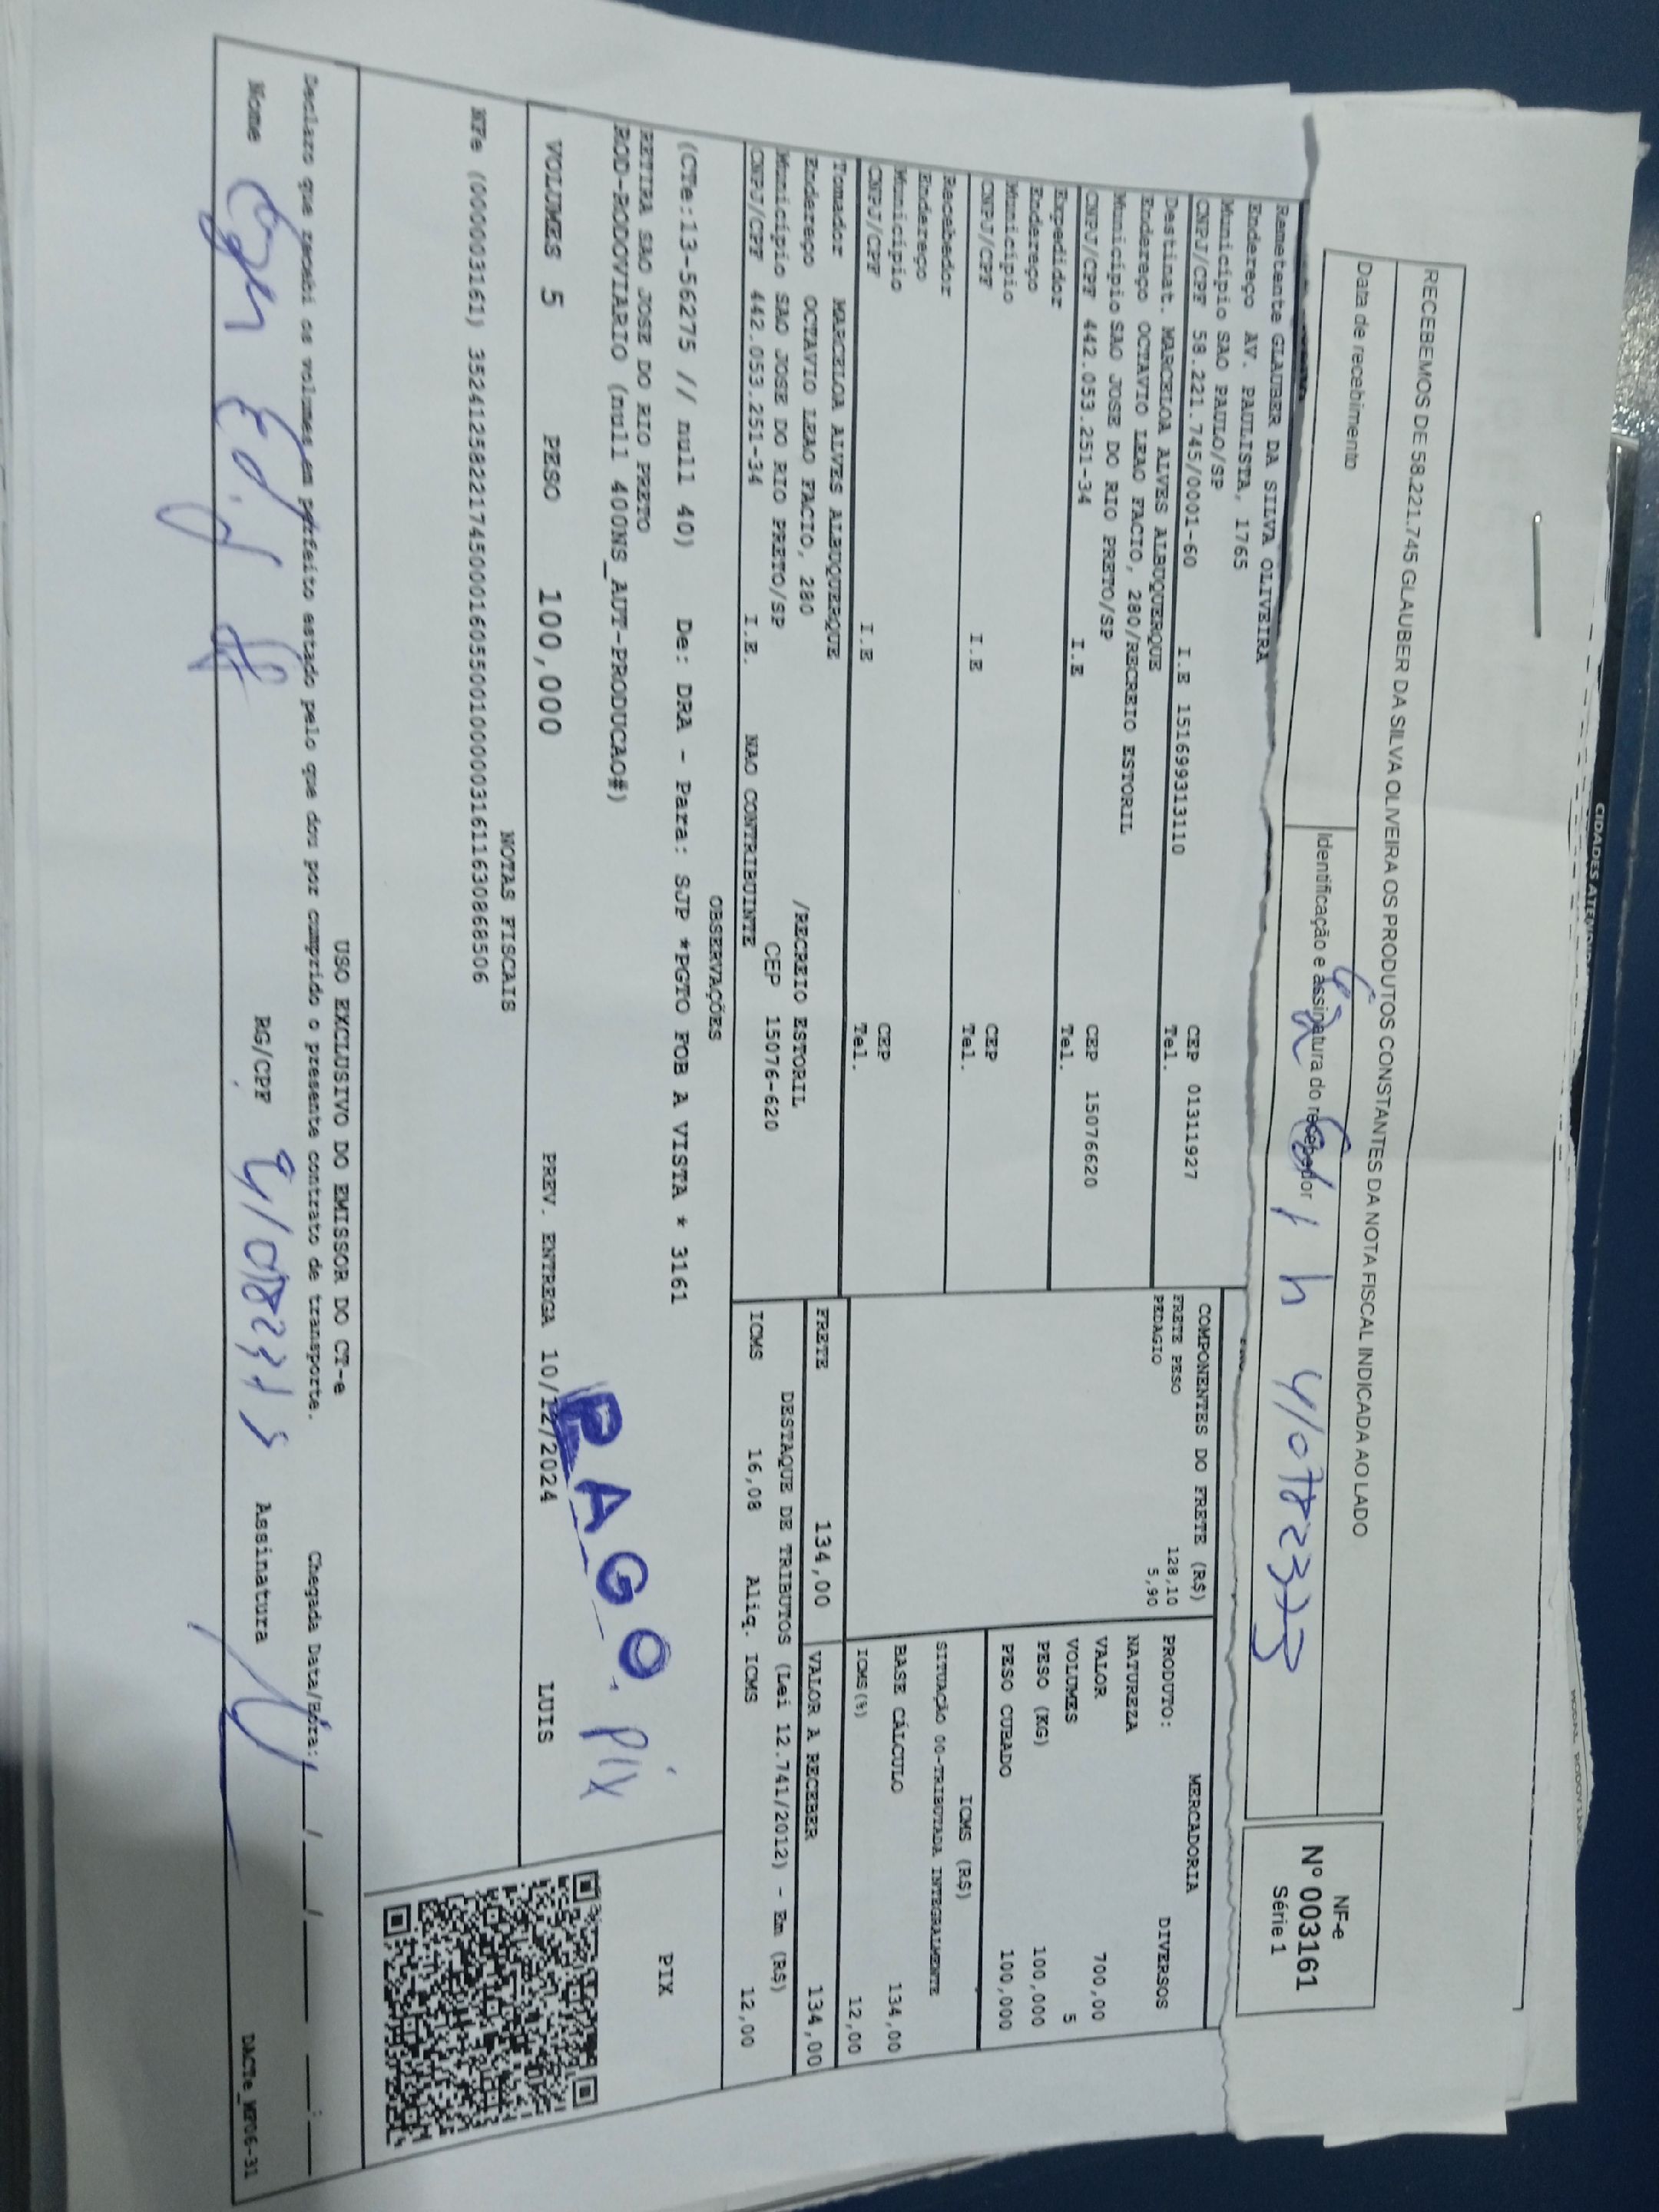 CIDADES
RECEBEMOS DE 58.221.745 GLAUBER DA SILVA OLIVEIRA OS PRODUTOS CONSTANTES DA NOTA FISCAL INDICADA AO LADO
Data de recebimento
Identificação e assinatura do recebedor
NF-e
Nº 003161
Série 1
Remetente GLAUBER DA SILVA OLIVEIRA
Endereço AV. PAULISTA, 1765
Município SAO PAULO/SP CEP 01311927
CNPJ/CPF 58.221.745/0001-60 I.E 151699313110 Tel.
Destinat. MARCELOA ALVES ALBUQUERQUE
Endereço OCTAVIO LEAO FACIO, 280/RECREIO ESTORIL
Município SAO JOSE DO RIO PRETO/SP CEP 15076620
CNPJ/CPF 442.053.251-34 I.E Tel.
Expedidor
Endereço
Município CEP
CNPJ/CPF I.E Tel.
Recebedor
Endereço
Município CEP
CNPJ/CPF I.E Tel.
Tomador MARCELOA ALVES ALBUQUERQUE
Endereço OCTAVIO LEAO FACIO, 280 /RECREIO ESTORIL
Município SAO JOSE DO RIO PRETO/SP CEP 15076-620
CNPJ/CPF 442.053.251-34 I.E. NAO CONTRIBUINTE
COMPONENTES DO FRETE (R$)
FRETE PESO 128,10
PEDAGIO 5,90
MERCADORIA
PRODUTO: DIVERSOS
NATUREZA
VALOR 700,00
VOLUMES 5
PESO (KG) 100,000
PESO CUBADO 100,000
ICMS (R$)
SITUAÇÃO 00-TRIBUTADA INTEGRALMENTE
BASE CÁLCULO 134,00
ICMS(%) 12,00
FRETE 134,00 VALOR A RECEBER 134,00
DESTAQUE DE TRIBUTOS (Lei 12.741/2012) - Em (R$)
ICMS 16,08 Aliq. ICMS 12,00
OBSERVAÇÕES
(CTe:13-56275 // null 40) De: DRA - Para: SJP *PGTO FOB A VISTA * 3161
RETIRA SAO JOSE DO RIO PRETO
ROD-RODOVIARIO (null 400NS_AUT-PRODUCAO#)
PAGO. PIX
PIX
VOLUMES 5 PESO 100,000 PREV. ENTREGA 10/12/2024 LUIS
NOTAS FISCAIS
NFe (000003161) 35241258221745000160550010000031611630868506
USO EXCLUSIVO DO EMISSOR DO CT-e
Declaro que recebi os volumes em perfeito estado pelo que dou por cumprido o presente contrato de transporte. Chegada Data/Hora: __/__/____ __:__
Nome RG/CPF Assinatura
DACTe_WP06-31